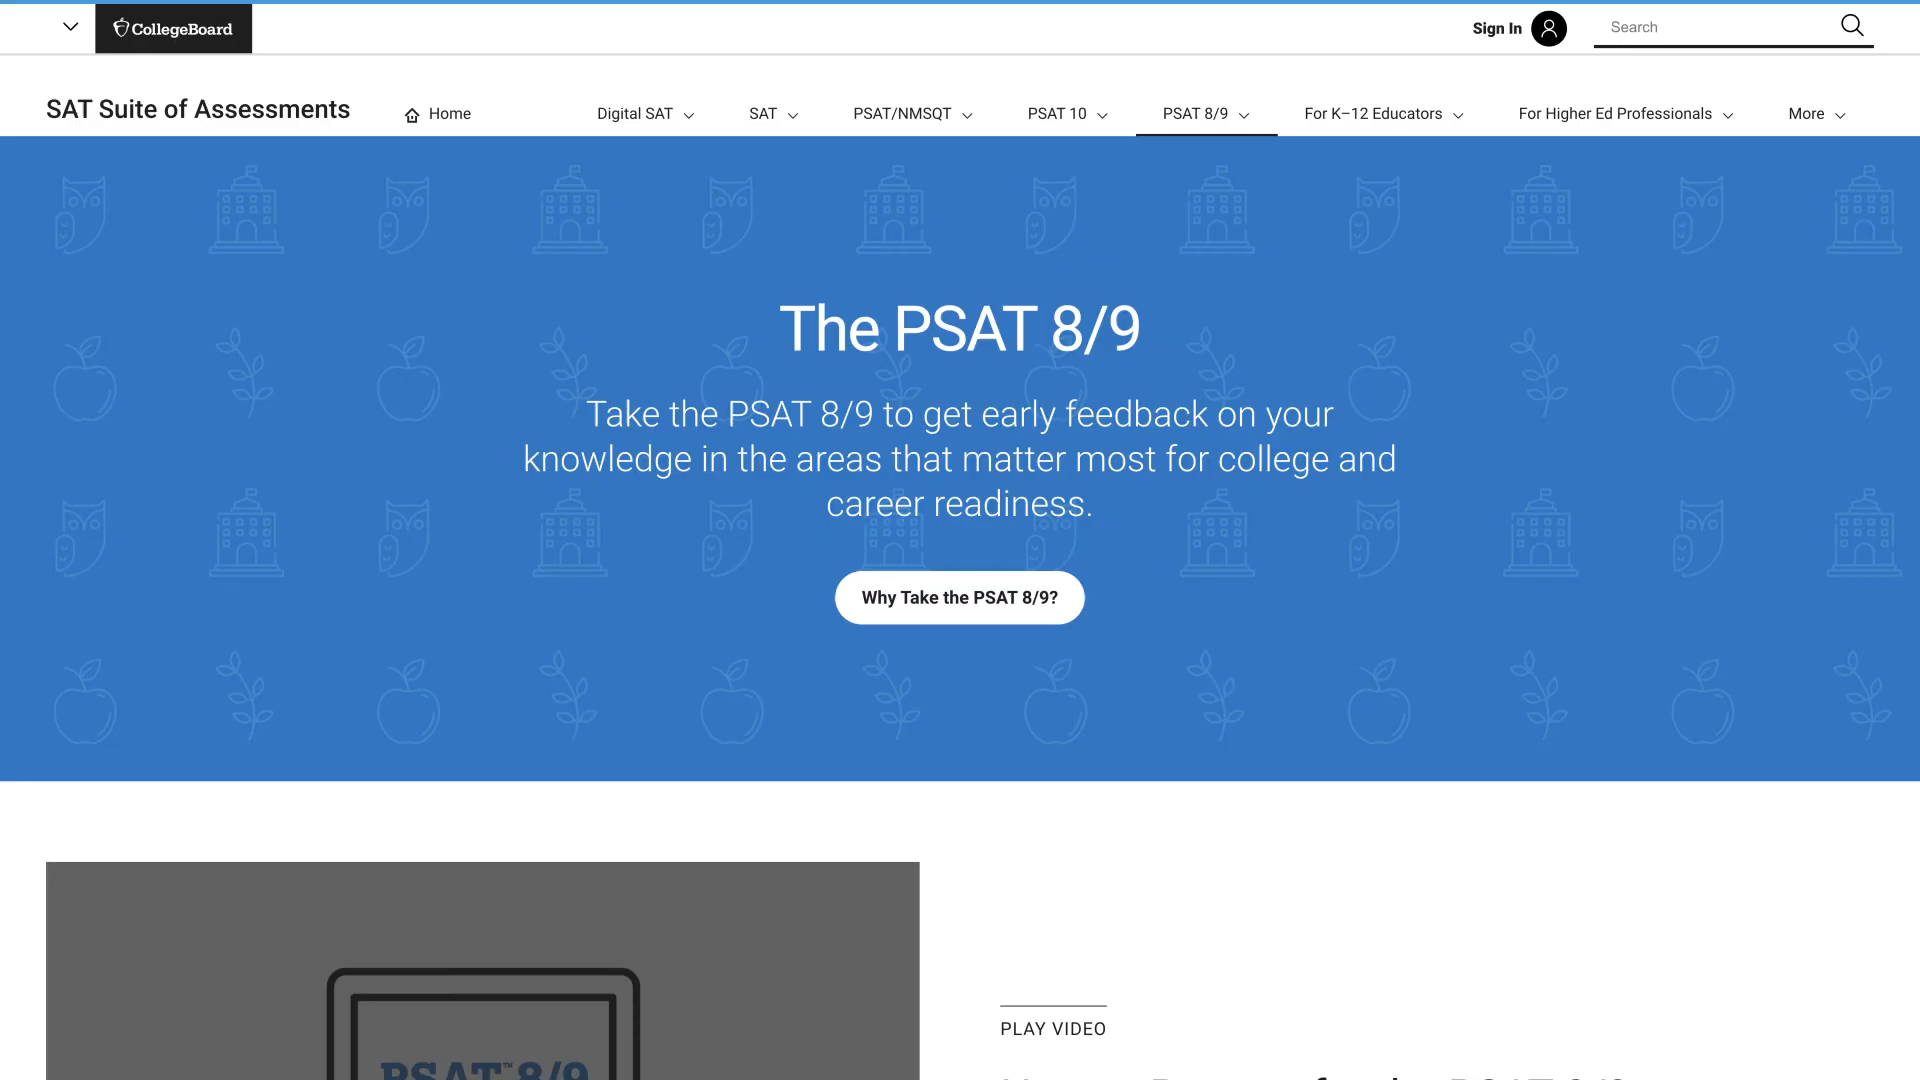 CollegeBoard
Sign In
Search
SAT Suite of Assessments
Home
Digital SAT
SAT
PSAT/NMSQT
PSAT 10
PSAT 8/9
For K–12 Educators
For Higher Ed Professionals
More
The PSAT 8/9
Take the PSAT 8/9 to get early feedback on your
knowledge in the areas that matter most for college and
career readiness.
Why Take the PSAT 8/9?
PSAT™ 8/9
PLAY VIDEO